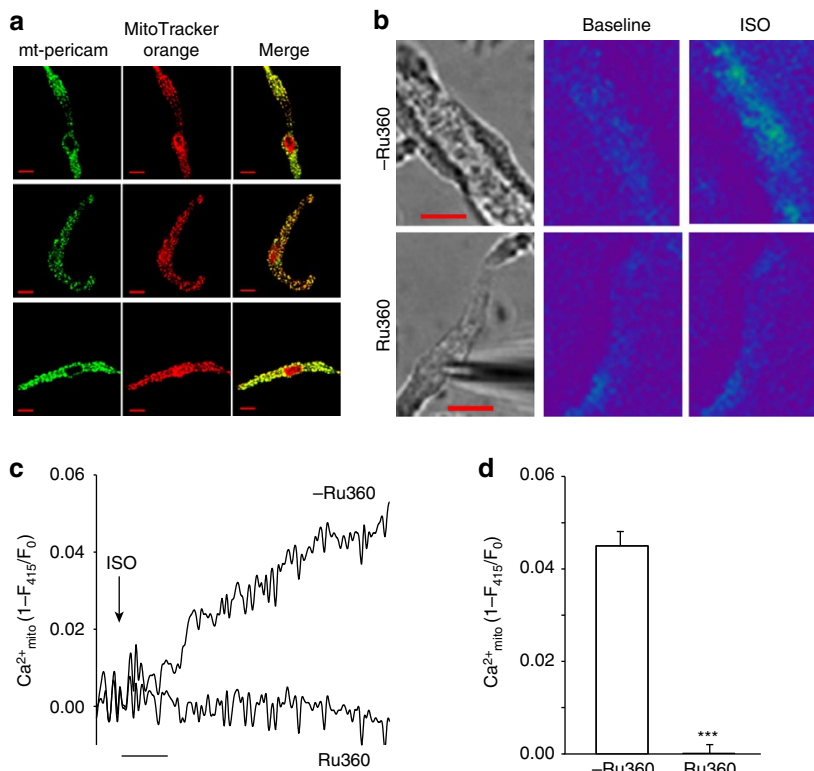 a
mt-pericam
MitoTracker
orange
Merge
b
Baseline
ISO
–Ru360
Ru360
c
Ca²⁺mito (1–F₄₁₅/F₀)
0.06
0.04
0.02
0.00
ISO
–Ru360
Ru360
d
Ca²⁺mito (1–F₄₁₅/F₀)
0.06
0.04
0.02
0.00
***
–Ru360
Ru360